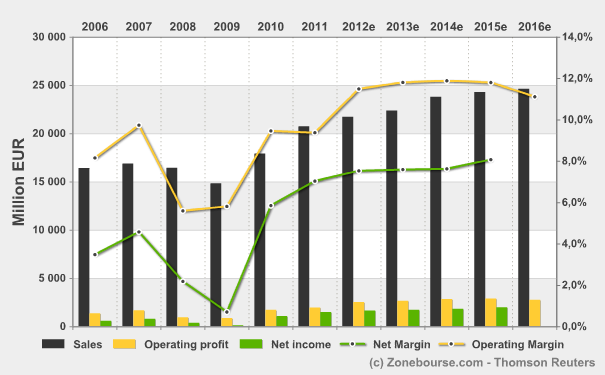 2006 2007 2008 2009 2010 2011 2012e 2013e 2014e 2015e 2016e
30 000 14,0%
25 000 12,0%
20 000 10,0%
15 000 8,0%
10 000 6,0%
5 000 4,0%
0 2,0%
0,0%
Million EUR
Sales Operating profit Net income Net Margin Operating Margin
(c) Zonebourse.com - Thomson Reuters